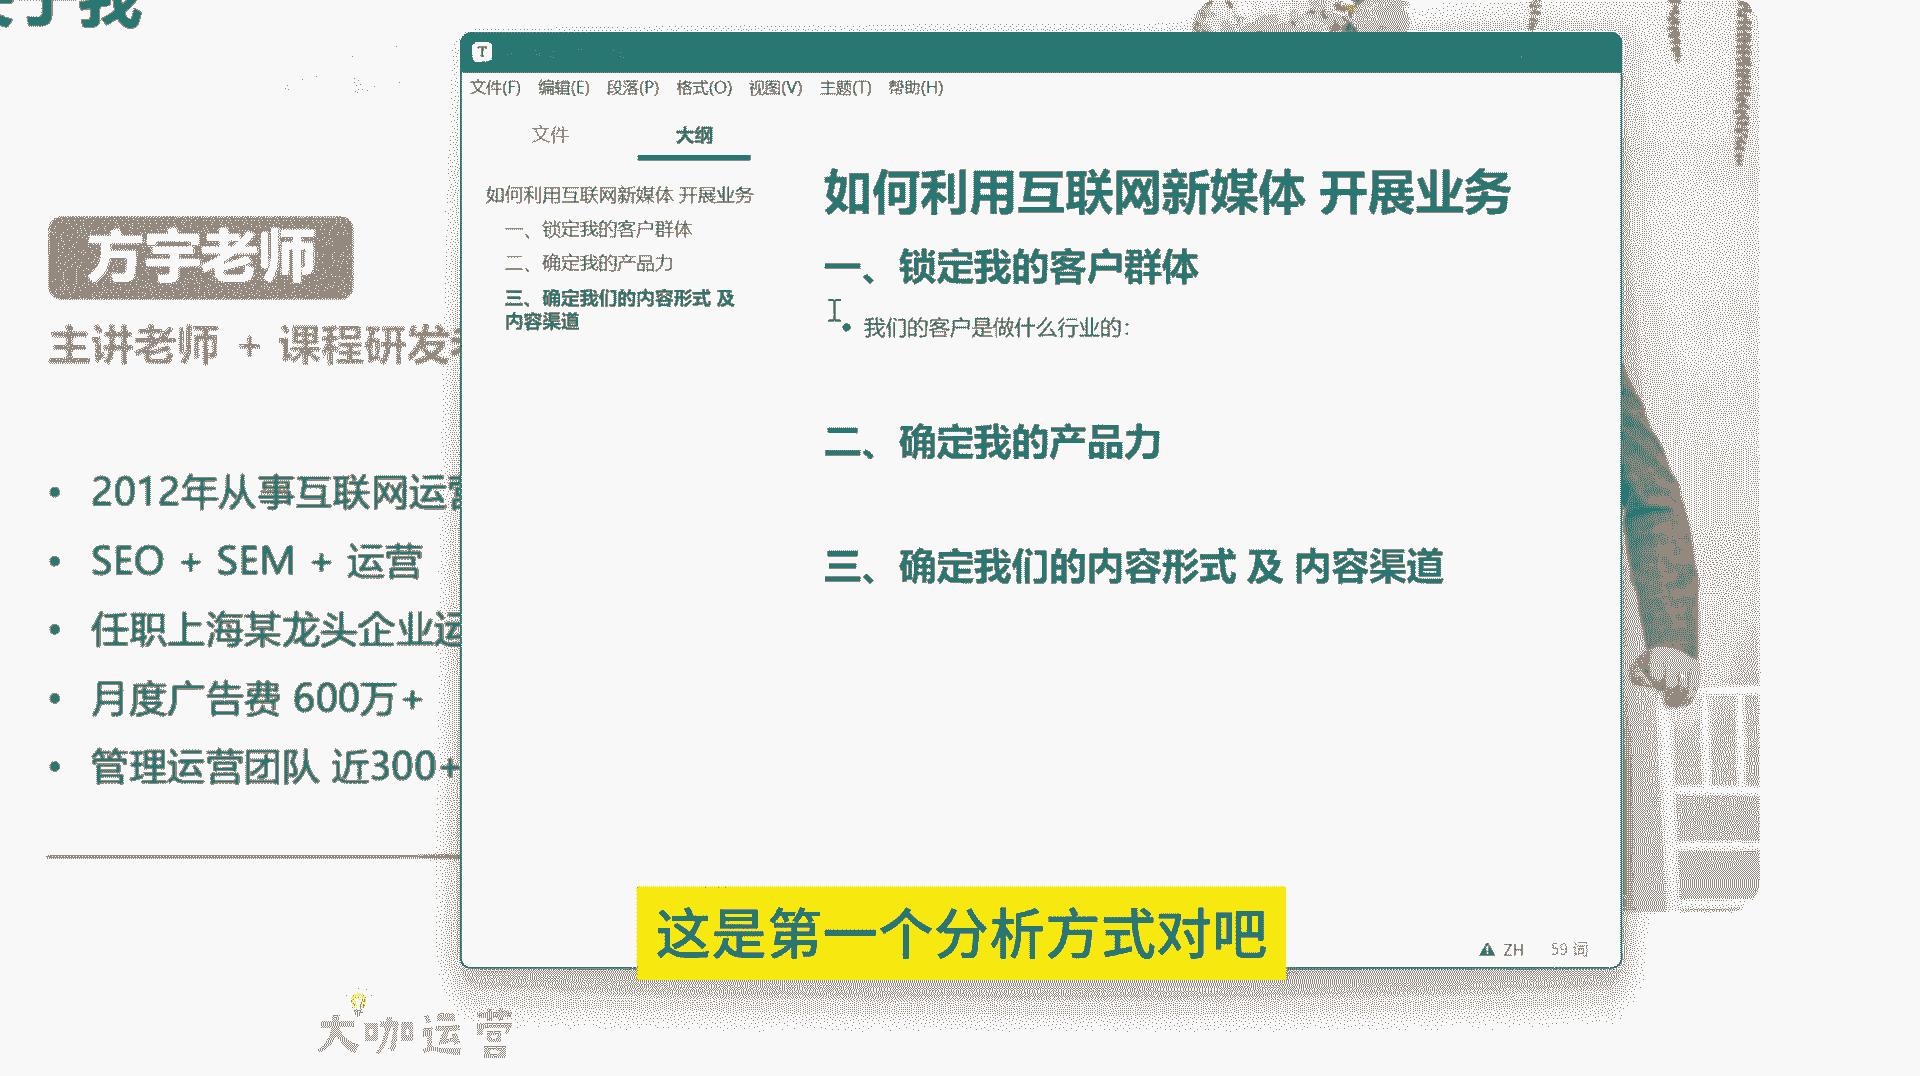 方宇老师
主讲老师 + 课程研发
2012年从事互联网运营
SEO + SEM + 运营
任职上海某龙头企业运
月度广告费 600万+
管理运营团队 近300+
大咖运营
T
文件(F) 编辑(E) 段落(P) 格式(O) 视图(V) 主题(T) 帮助(H)
文件 大纲
如何利用互联网新媒体 开展业务
一、锁定我的客户群体
二、确定我的产品力
三、确定我们的内容形式 及
内容渠道
如何利用互联网新媒体 开展业务
一、锁定我的客户群体
我们的客户是做什么行业的：
二、确定我的产品力
三、确定我们的内容形式 及 内容渠道
ZH 59 词
这是第一个分析方式对吧